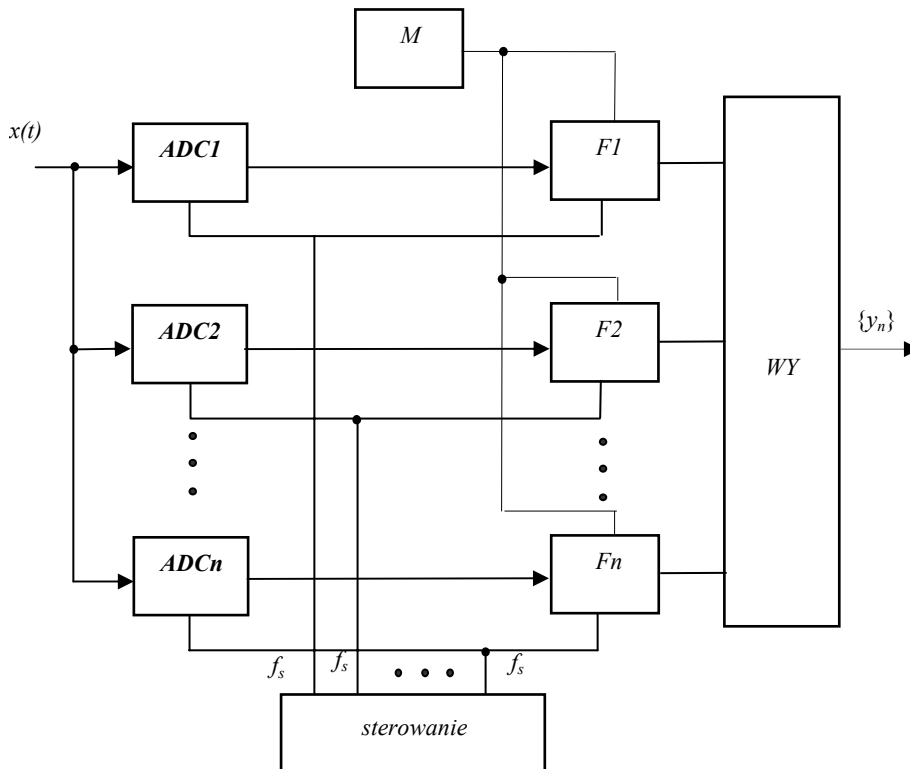 M
x(t)
ADC1
F1
ADC2
F2
{yₙ}
WY
ADCn
Fn
fₛ
fₛ
fₛ
sterowanie